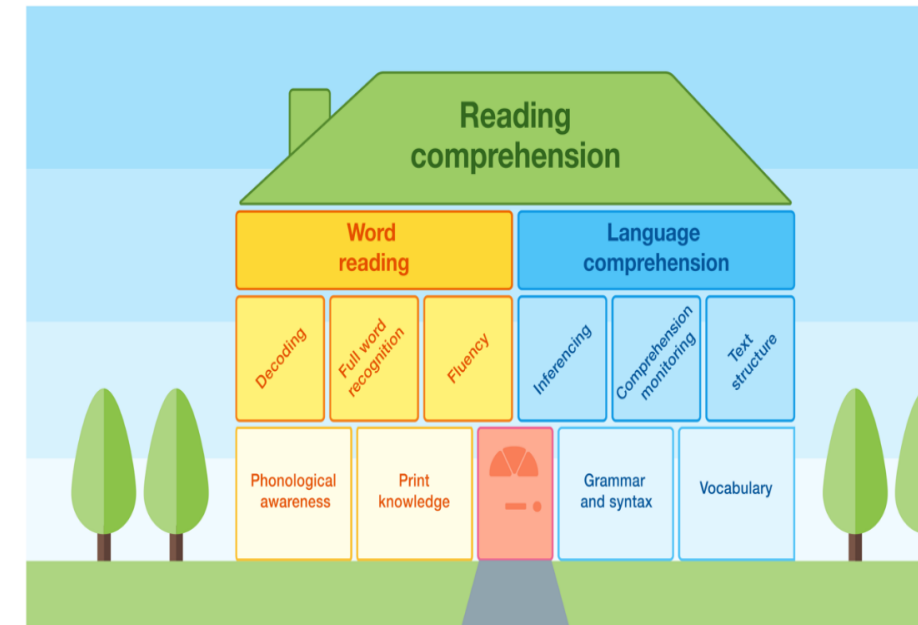 Reading
comprehension
Word
reading
Language
comprehension
Decoding
Full word
recognition
Fluency
Inferencing
Comprehension
monitoring
Text
structure
Phonological
awareness
Print
knowledge
Grammar
and syntax
Vocabulary